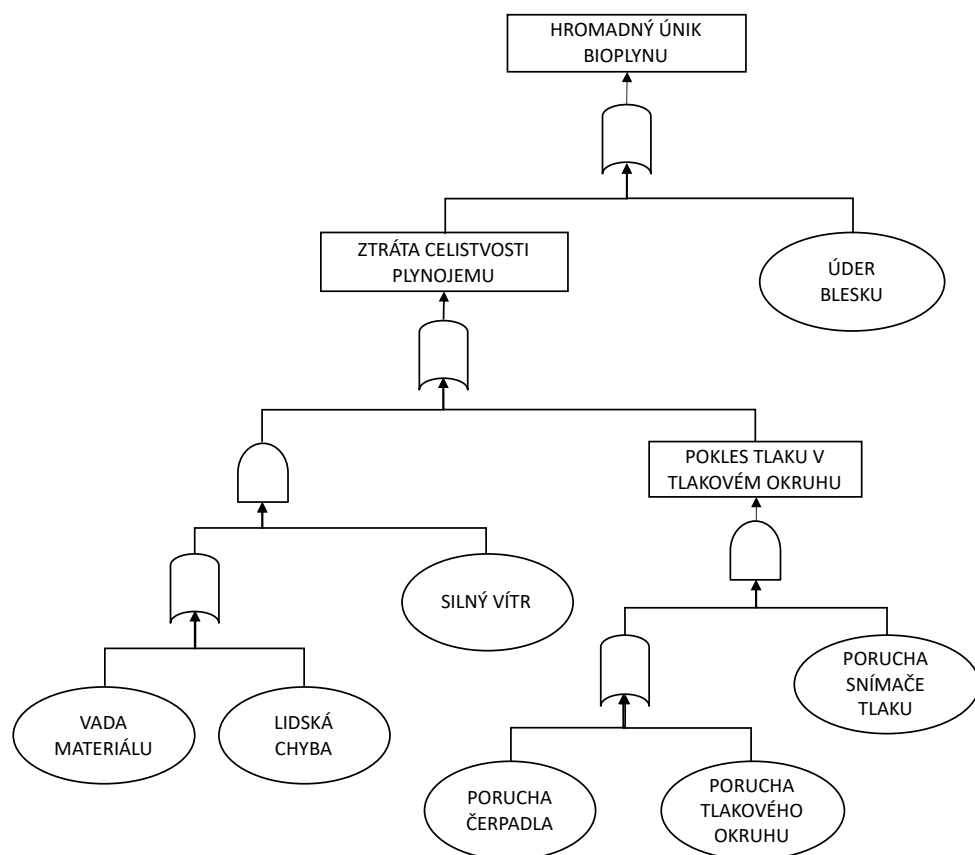 HROMADNÝ ÚNIK
BIOPLYNU
ZTRÁTA CELISTVOSTI
PLYNOJEMU
ÚDER
BLESKU
POKLES TLAKU V
TLAKOVÉM OKRUHU
SILNÝ VÍTR
VADA
MATERIÁLU
LIDSKÁ
CHYBA
PORUCHA
SNÍMAČE
TLAKU
PORUCHA
ČERPADLA
PORUCHA
TLAKOVÉHO
OKRUHU